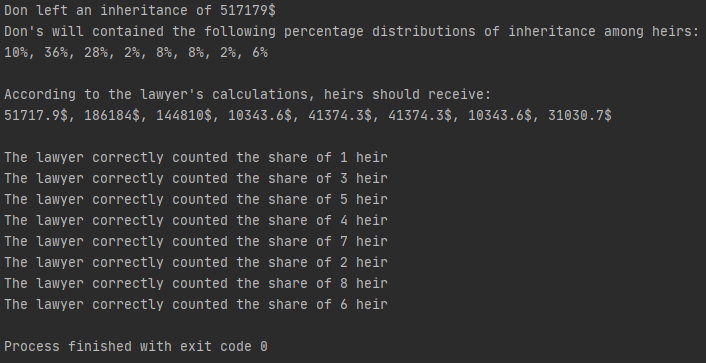 Don left an inheritance of 517179$
Don's will contained the following percentage distributions of inheritance among heirs:
10%, 36%, 28%, 2%, 8%, 8%, 2%, 6%
According to the lawyer's calculations, heirs should receive:
51717.9$, 186184$, 144810$, 10343.6$, 41374.3$, 41374.3$, 10343.6$, 31030.7$
The lawyer correctly counted the share of 1 heir
The lawyer correctly counted the share of 3 heir
The lawyer correctly counted the share of 5 heir
The lawyer correctly counted the share of 4 heir
The lawyer correctly counted the share of 7 heir
The lawyer correctly counted the share of 2 heir
The lawyer correctly counted the share of 8 heir
The lawyer correctly counted the share of 6 heir
Process finished with exit code 0